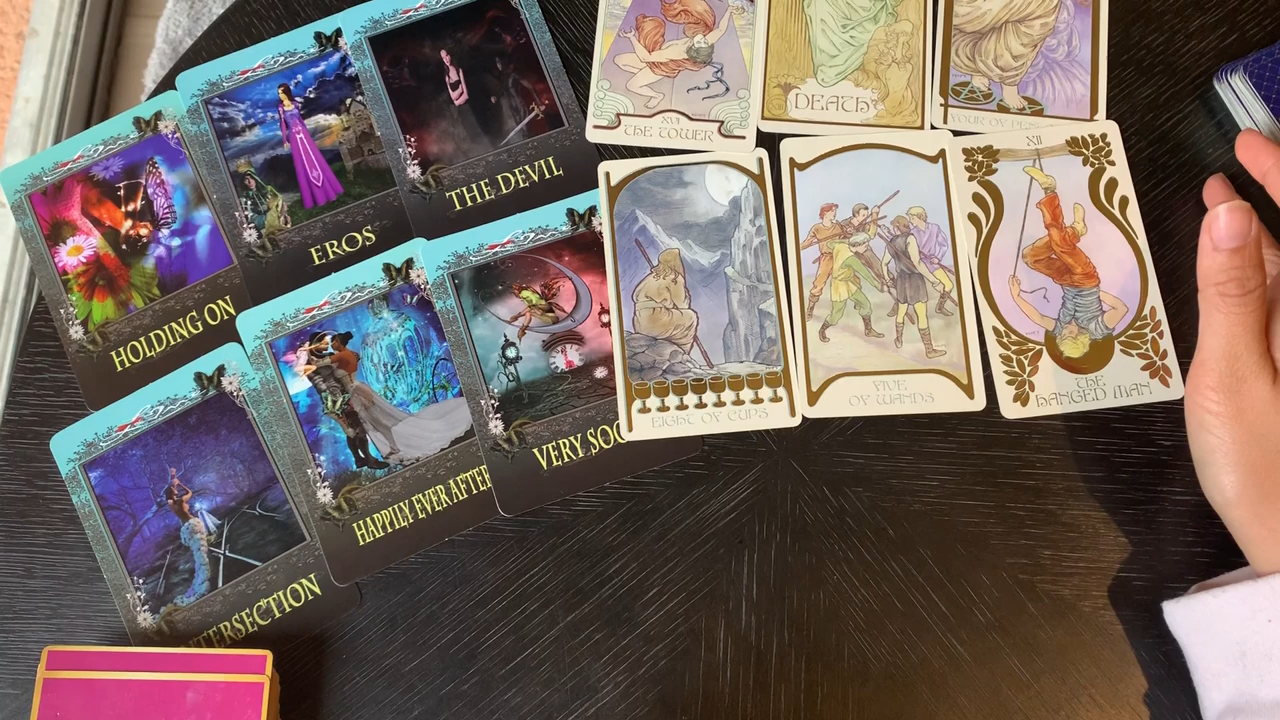 HOLDING ON
EROS
THE DEVIL
INTERSECTION
HAPPILY EVER AFTER
VERY SOO
XVI
THE TOWER
DEATH
EIGHT OF CUPS
FIVE
OF WANDS
XII
THE
HANGED MAN